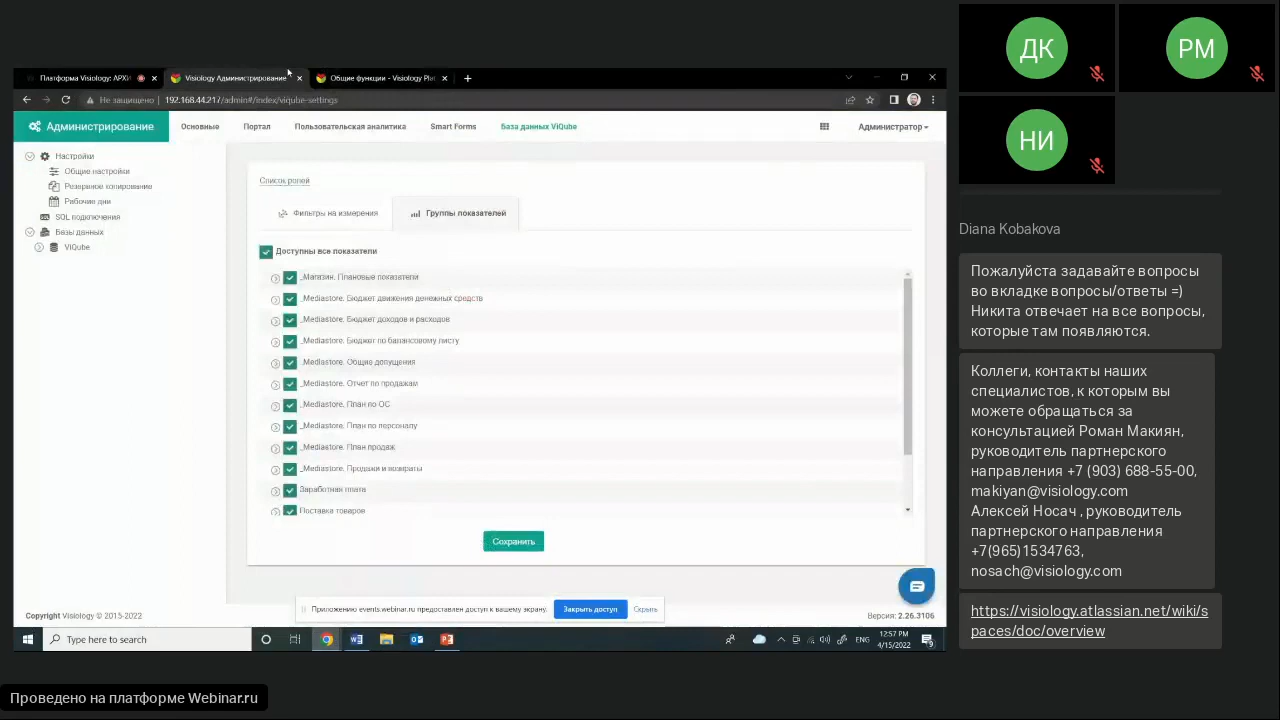 Платформа Visiology: АРХИ
Visiology Администрирование
Общие функции - Visiology Pla
Не защищено | 192.168.44.217/admin#/index/viqube-settings
Администрирование
Основные
Портал
Пользовательская аналитика
Smart Forms
База данных ViQube
Администратор
Настройки
Общие настройки
Резервное копирование
Рабочие дни
SQL подключения
Базы данных
ViQube
Список ролей
Фильтры на измерения
Группы показателей
Доступны все показатели
_Магазин. Плановые показатели
_Mediastore. Бюджет движения денежных средств
_Mediastore. Бюджет доходов и расходов
_Mediastore. Бюджет по балансовому листу
_Mediastore. Общие допущения
_Mediastore. Отчет по продажам
_Mediastore. План по ОС
_Mediastore. План по персоналу
_Mediastore. План продаж
_Mediastore. Продажи и возвраты
Заработная плата
Поставка товаров
Сохранить
Приложению events.webinar.ru предоставлен доступ к вашему экрану.
Закрыть доступ
Скрыть
Copyright Visiology © 2015-2022
Версия: 2.26.3106
Type here to search
ENG
12:57 PM
4/15/2022
ДК
РМ
НИ
Diana Kobakova
Пожалуйста задавайте вопросы
во вкладке вопросы/ответы =)
Никита отвечает на все вопросы,
которые там появляются.
Коллеги, контакты наших
специалистов, к которым вы
можете обращаться за
консультацией Роман Макиян,
руководитель партнерского
направления +7 (903) 688-55-00,
makiyan@visiology.com
Алексей Носач , руководитель
партнерского направления
+7(965)1534763,
nosach@visiology.com
https://visiology.atlassian.net/wiki/s
paces/doc/overview
Проведено на платформе Webinar.ru